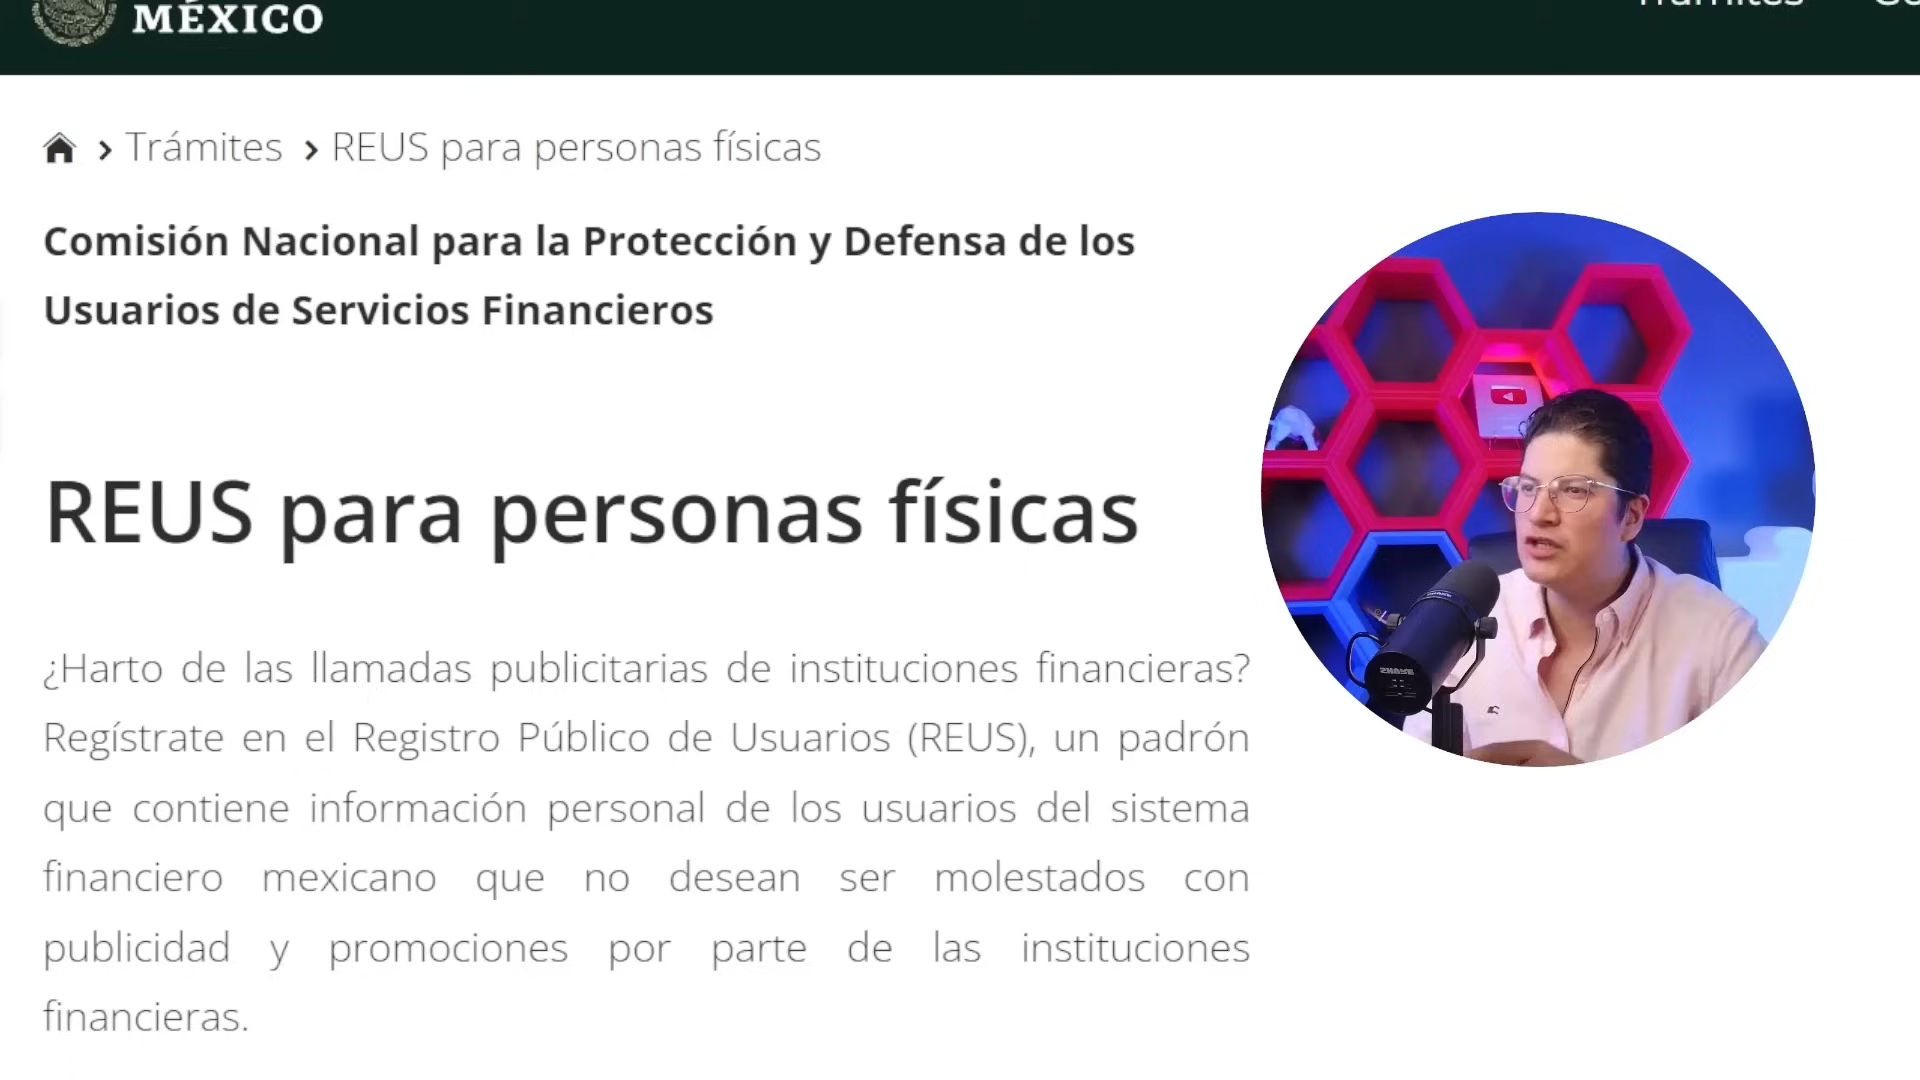 MÉXICO
Trámites
Trámites
REUS para personas físicas
Comisión Nacional para la Protección y Defensa de los
Usuarios de Servicios Financieros
REUS para personas físicas
¿Harto de las llamadas publicitarias de instituciones financieras?
Regístrate en el Registro Público de Usuarios (REUS), un padrón
que contiene información personal de los usuarios del sistema
financiero mexicano que no desean ser molestados con
publicidad y promociones por parte de las instituciones
financieras.